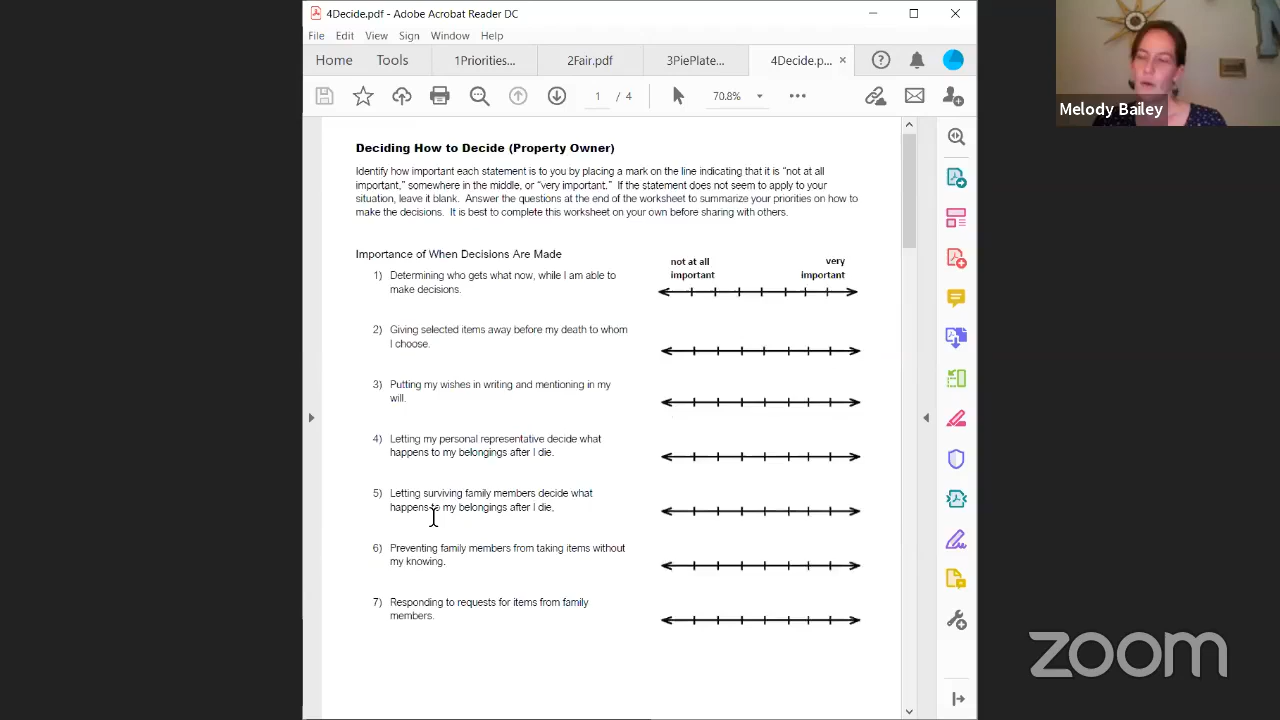 4Decide.pdf - Adobe Acrobat Reader DC
File Edit View Sign Window Help
Home Tools 1Priorities... 2Fair.pdf 3PiePlate... 4Decide.p... ×
1 / 4 70.8%
Melody Bailey
Deciding How to Decide (Property Owner)
Identify how important each statement is to you by placing a mark on the line indicating that it is "not at all
important," somewhere in the middle, or "very important." If the statement does not seem to apply to your
situation, leave it blank. Answer the questions at the end of the worksheet to summarize your priorities on how to
make the decisions. It is best to complete this worksheet on your own before sharing with others.
Importance of When Decisions Are Made
not at all very
important important
1) Determining who gets what now, while I am able to
make decisions.
2) Giving selected items away before my death to whom
I choose.
3) Putting my wishes in writing and mentioning in my
will.
4) Letting my personal representative decide what
happens to my belongings after I die.
5) Letting surviving family members decide what
happens to my belongings after I die.
6) Preventing family members from taking items without
my knowing.
7) Responding to requests for items from family
members.
zoom